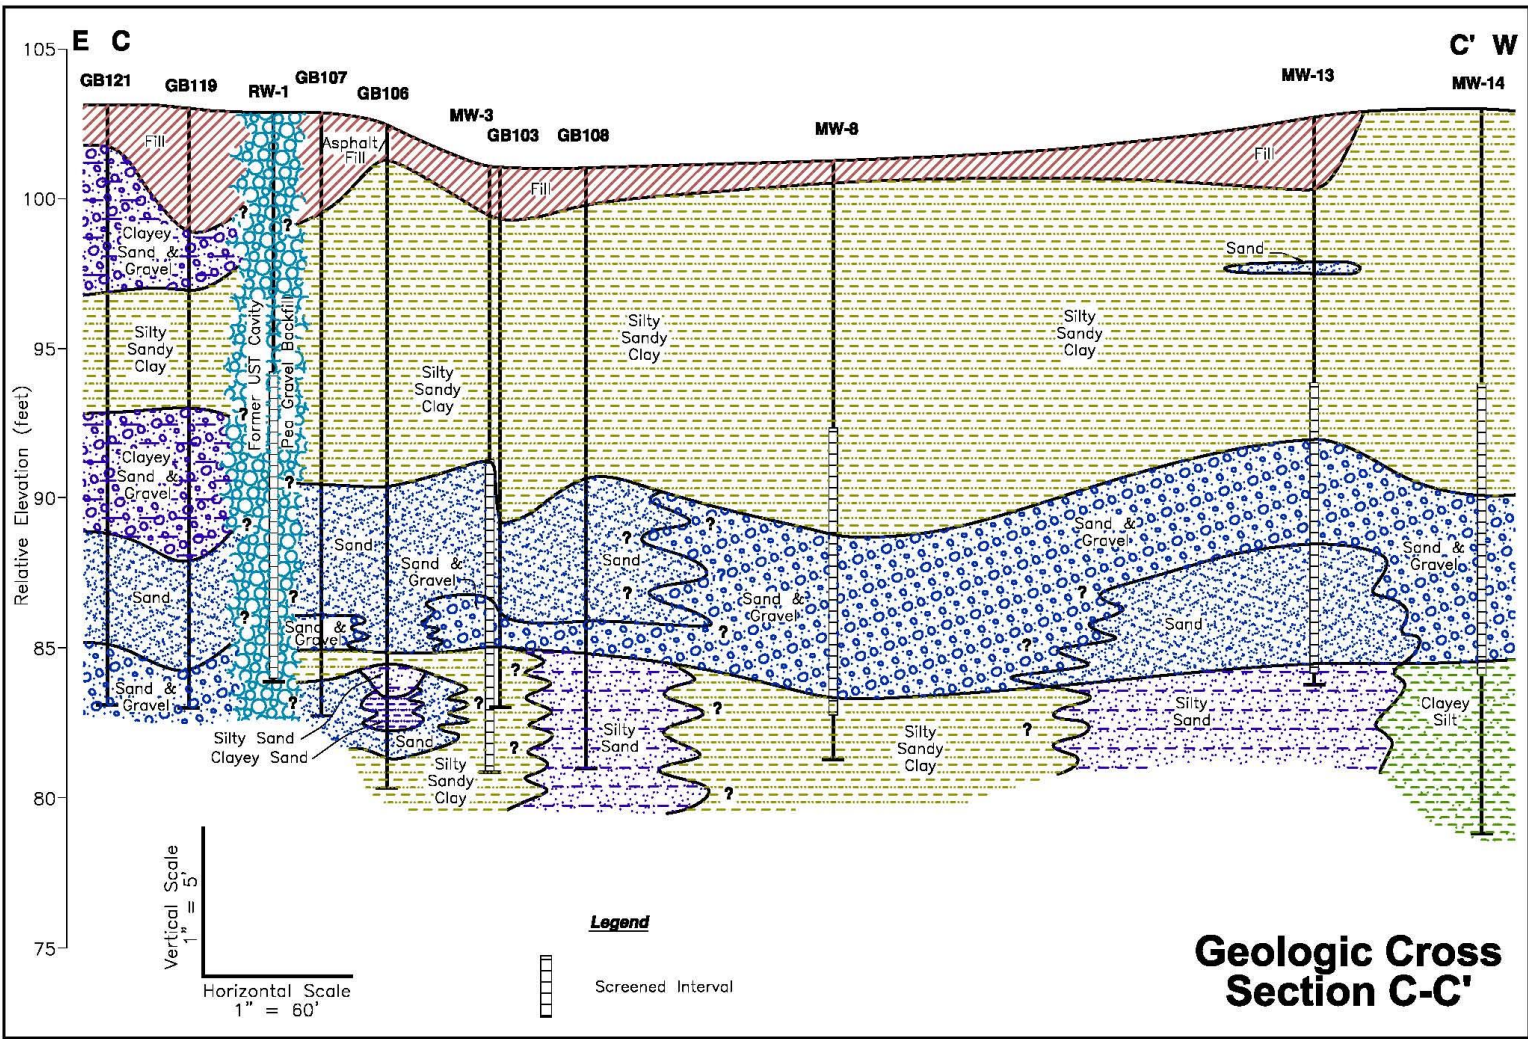 E C
C' W
GB121
GB119
RW-1
GB107
GB106
MW-3
GB103
GB108
MW-8
MW-13
MW-14
105
100
95
90
85
80
75
Relative Elevation (feet)
Fill
Asphalt/
Fill
Fill
Fill
?
?
Clayey
Sand &
Gravel
Sand
Silty
Sandy
Clay
Former UST Cavity
Pea Gravel Backfill
Silty
Sandy
Clay
Silty
Sandy
Clay
Silty
Sandy
Clay
?
Clayey
Sand &
Gravel
?
?
Sand
Sand &
Gravel
Sand
?
?
?
?
Sand &
Gravel
Sand &
Gravel
Sand &
Gravel
Sand
?
?
Sand &
Gravel
?
?
Sand
?
Sand &
Gravel
?
Silty Sand
Clayey Sand
Sand
?
?
?
Silty
Sandy
Clay
Silty
Sand
?
?
Silty
Sandy
Clay
?
Silty
Sand
Clayey
Silt
Vertical Scale
1" = 5'
Horizontal Scale
1" = 60'
Legend
Screened Interval
Geologic Cross
Section C-C'